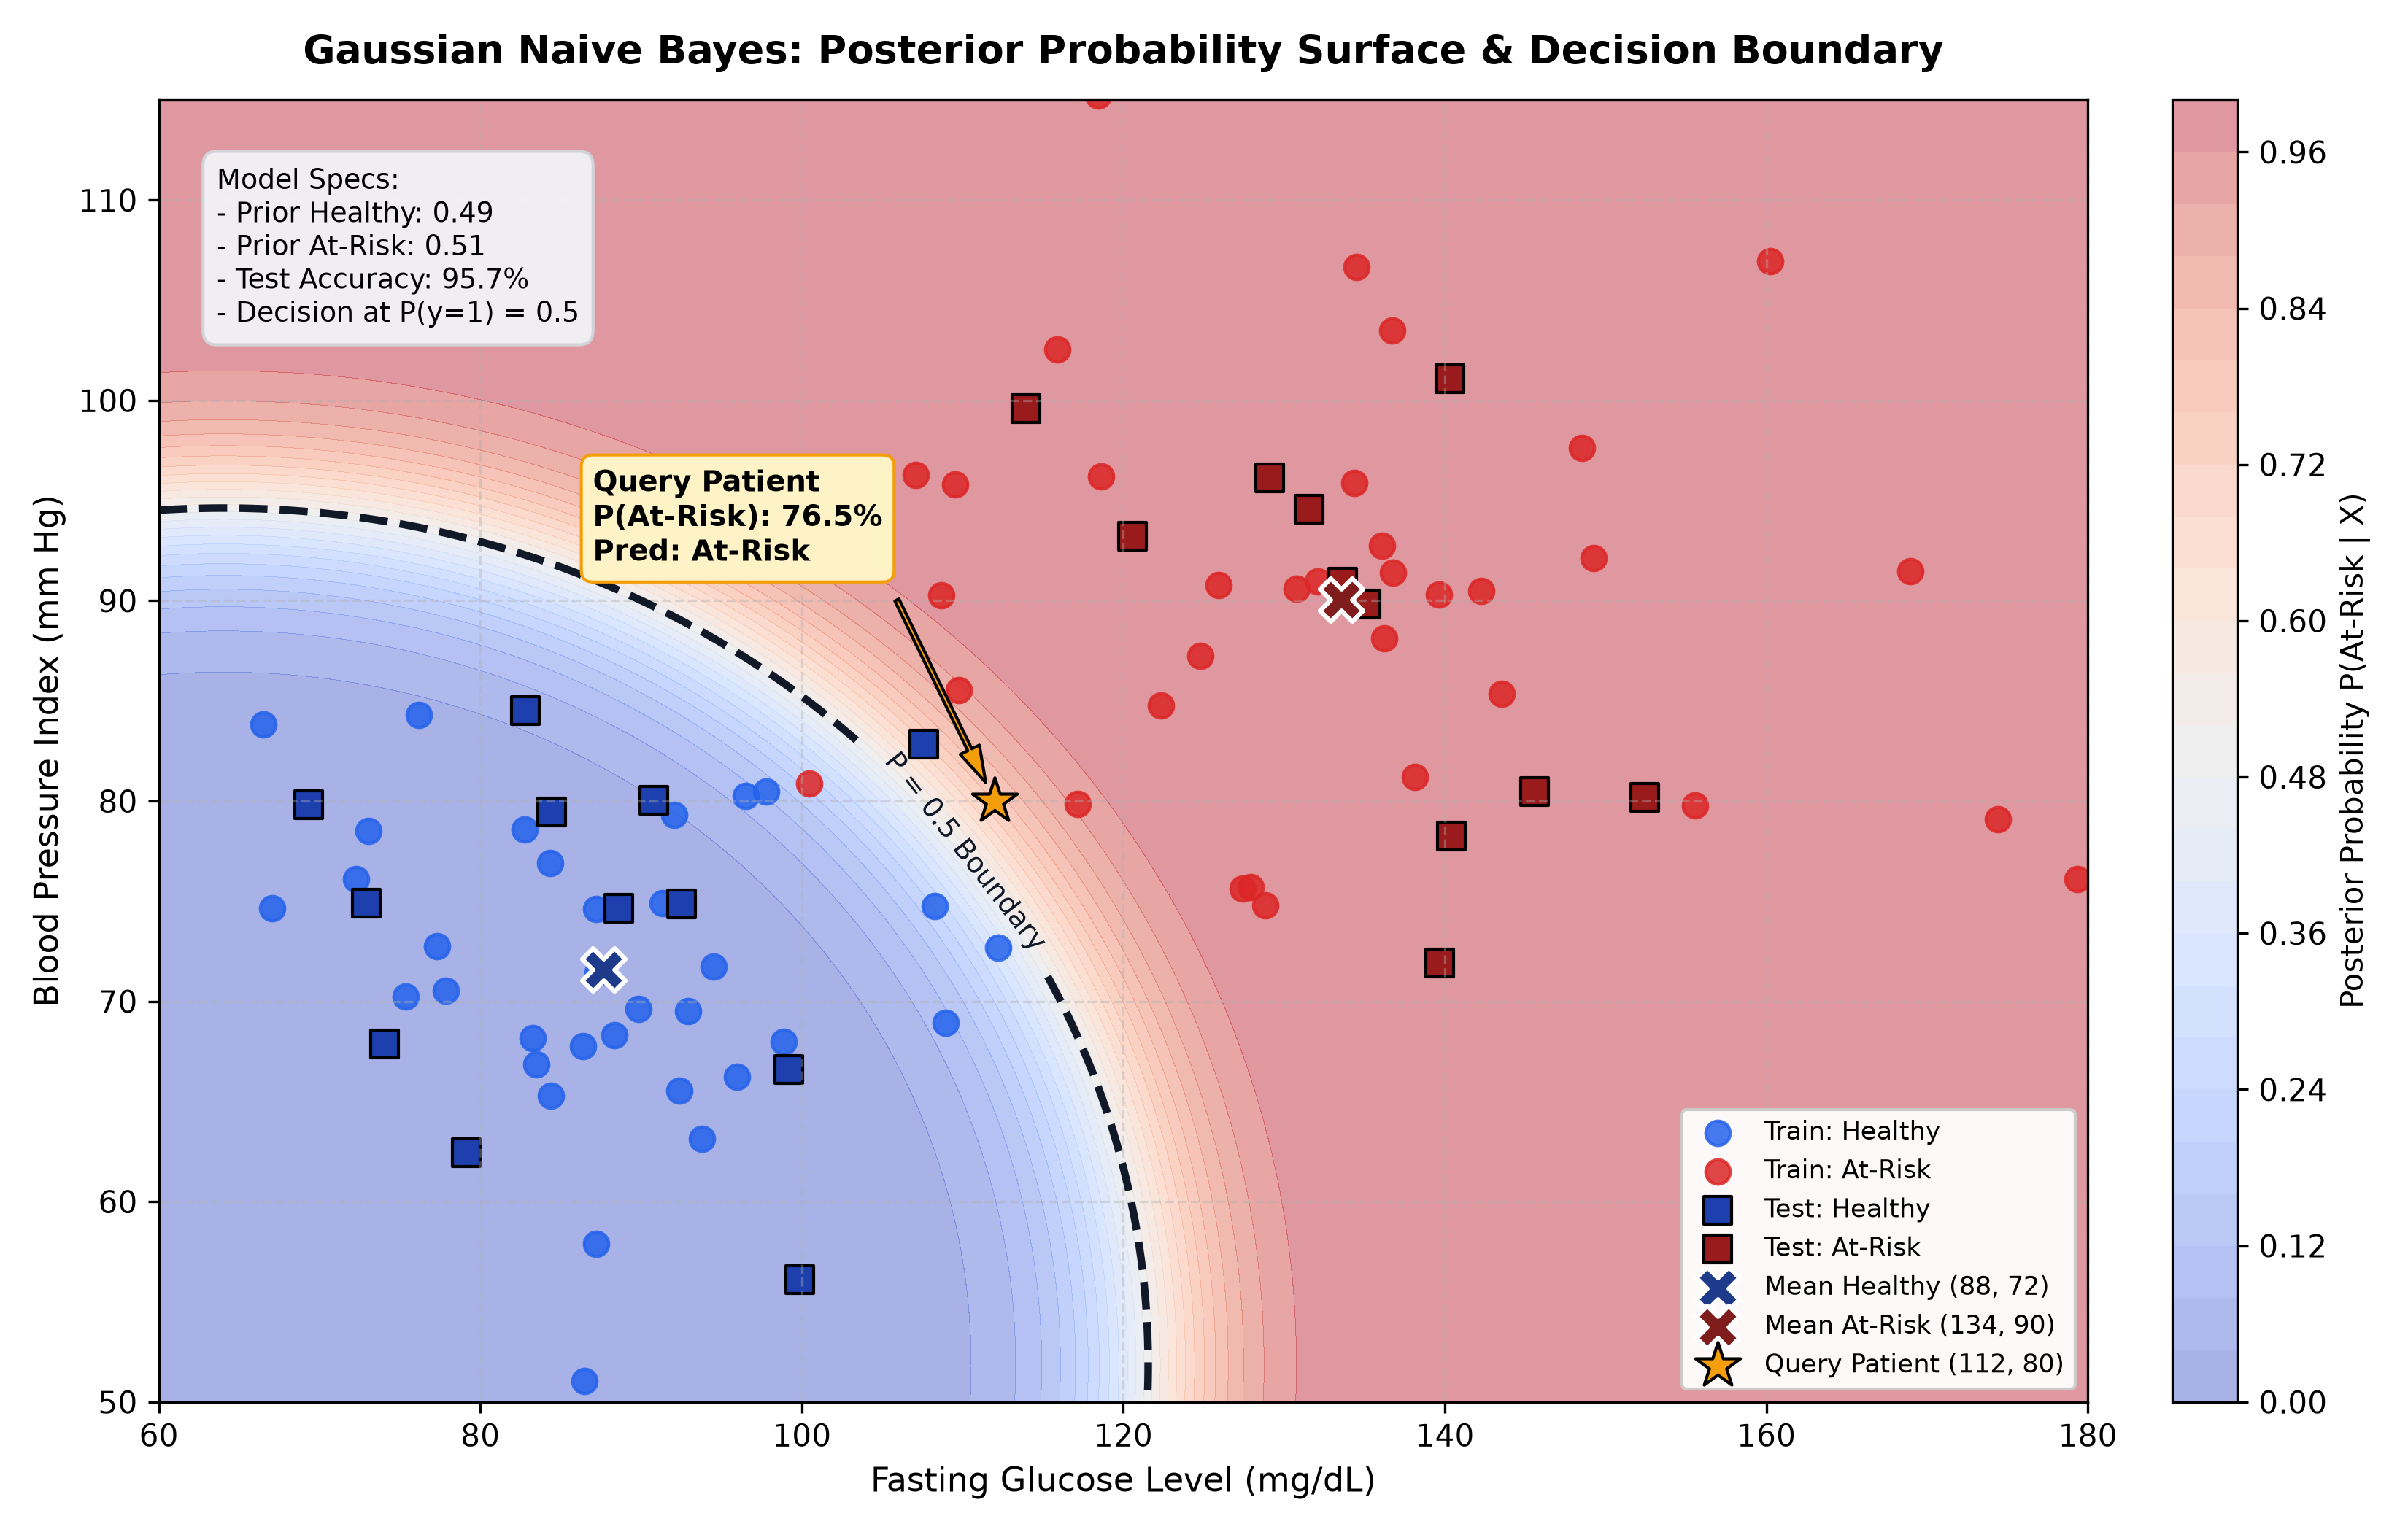 Gaussian Naive Bayes: Posterior Probability Surface & Decision Boundary
Model Specs:
- Prior Healthy: 0.49
- Prior At-Risk: 0.51
- Test Accuracy: 95.7%
- Decision at P(y=1) = 0.5
Query Patient
P(At-Risk): 76.5%
Pred: At-Risk
P = 0.5 Boundary
Train: Healthy
Train: At-Risk
Test: Healthy
Test: At-Risk
Mean Healthy (88, 72)
Mean At-Risk (134, 90)
Query Patient (112, 80)
Blood Pressure Index (mm Hg)
110
100
90
80
70
60
50
60
80
100
120
140
160
180
Fasting Glucose Level (mg/dL)
0.96
0.84
0.72
0.60
0.48
0.36
0.24
0.12
0.00
Posterior Probability P(At-Risk | X)